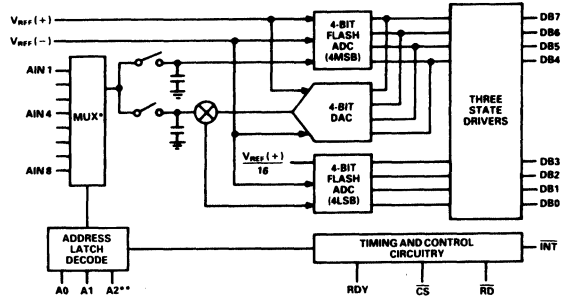 VREF(+)
VREF(-)
AIN 1
AIN 4
AIN 8
MUX*
4-BIT
FLASH
ADC
(4MSB)
4-BIT
DAC
VREF(+)
16
4-BIT
FLASH
ADC
(4LSB)
THREE
STATE
DRIVERS
DB7
DB6
DB5
DB4
DB3
DB2
DB1
DB0
ADDRESS
LATCH
DECODE
A0 A1 A2**
TIMING AND CONTROL
CIRCUITRY
INT
RDY CS RD